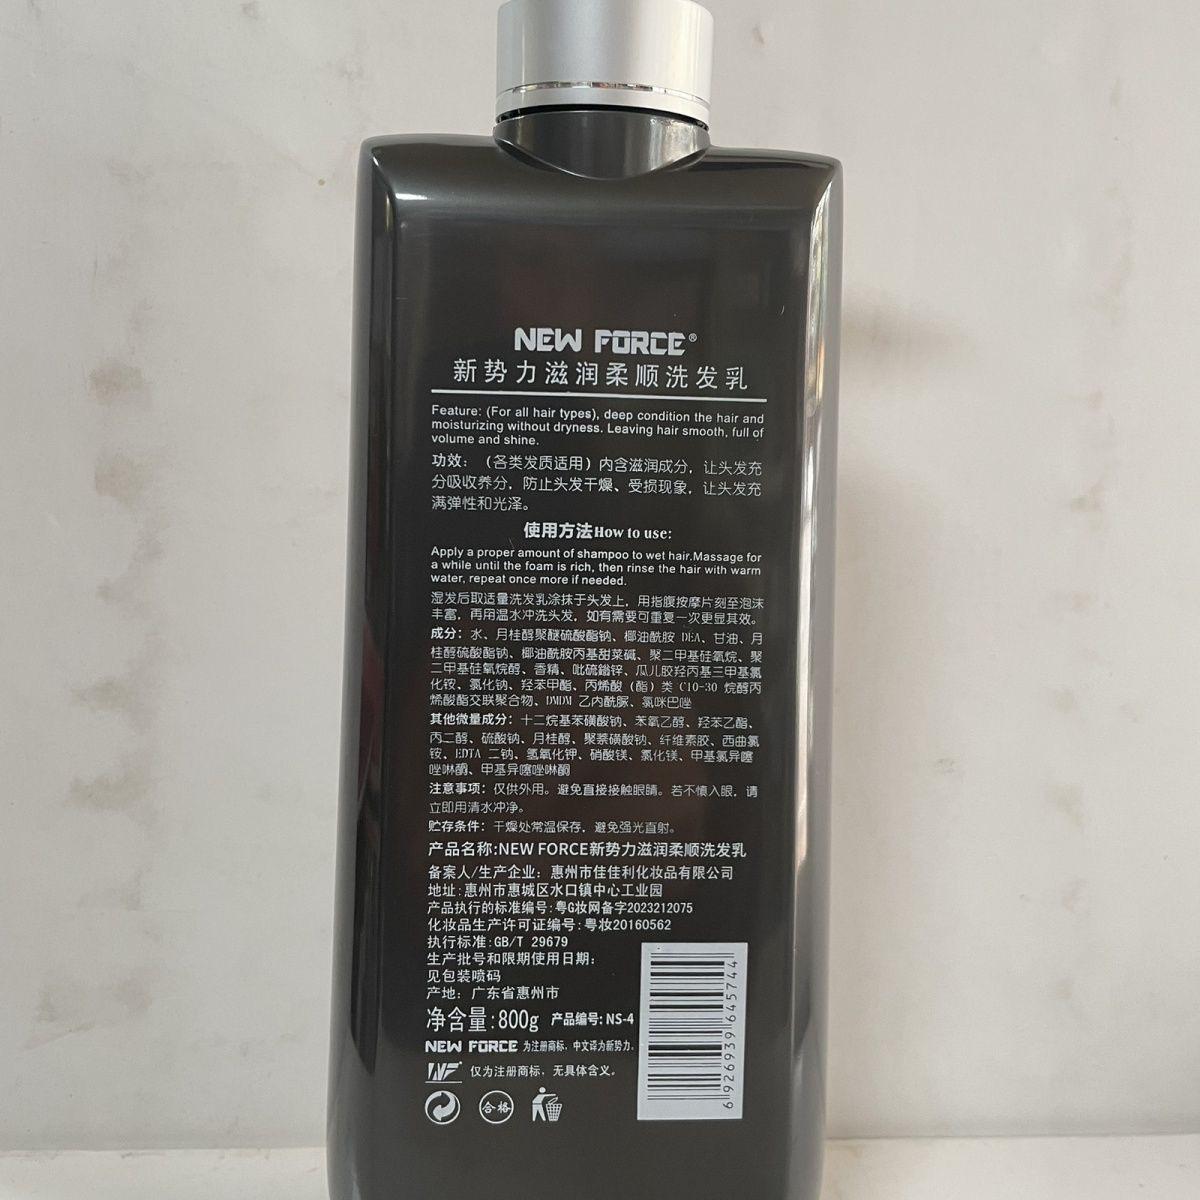 NEW FORCE®
新势力滋润柔顺洗发乳
Feature: (For all hair types), deep condition the hair and
moisturizing without dryness. Leaving hair smooth, full of
volume and shine.
功效：（各类发质适用）内含滋润成分，让头发充
分吸收养分，防止头发干燥、受损现象，让头发充
满弹性和光泽。
使用方法How to use:
Apply a proper amount of shampoo to wet hair.Massage for
a while until the foam is rich, then rinse the hair with warm
water, repeat once more if needed.
湿发后取适量洗发乳涂抹于头发上，用指腹按摩片刻至泡沫
丰富，再用温水冲洗头发，如有需要可重复一次更显其效。
成分：水、月桂醇聚醚硫酸酯钠、椰油酰胺 DEA、甘油、月
桂醇硫酸酯钠、椰油酰胺丙基甜菜碱、聚二甲基硅氧烷、聚
二甲基硅氧烷醇、香精、吡硫鎓锌、瓜儿胶羟丙基三甲基氯
化铵、氯化钠、羟苯甲酯、丙烯酸（酯）类 C10-30 烷醇丙
烯酸酯交联聚合物、DMDM 乙内酰脲、氯咪巴唑
其他微量成分：十二烷基苯磺酸钠、苯氧乙醇、羟苯乙酯、
丙二醇、硫酸钠、月桂醇、聚萘磺酸钠、纤维素胶、西曲氯
铵、EDTA 二钠、氢氧化钾、硝酸镁、氯化镁、甲基氯异噻
唑啉酮、甲基异噻唑啉酮
注意事项：仅供外用。避免直接接触眼睛。若不慎入眼，请
立即用清水冲净。
贮存条件：干燥处常温保存，避免强光直射。
产品名称:NEW FORCE新势力滋润柔顺洗发乳
备案人/生产企业：惠州市佳佳利化妆品有限公司
地址:惠州市惠城区水口镇中心工业园
产品执行的标准编号:粤G妆网备字2023212075
化妆品生产许可证编号:粤妆20160562
执行标准:GB/T 29679
生产批号和限期使用日期：
见包装喷码
产地：广东省惠州市
净含量:800g 产品编号: NS-4
NEW FORCE 为注册商标，中文译为新势力。
NF 仅为注册商标，无具体含义。
合格
6926939645744